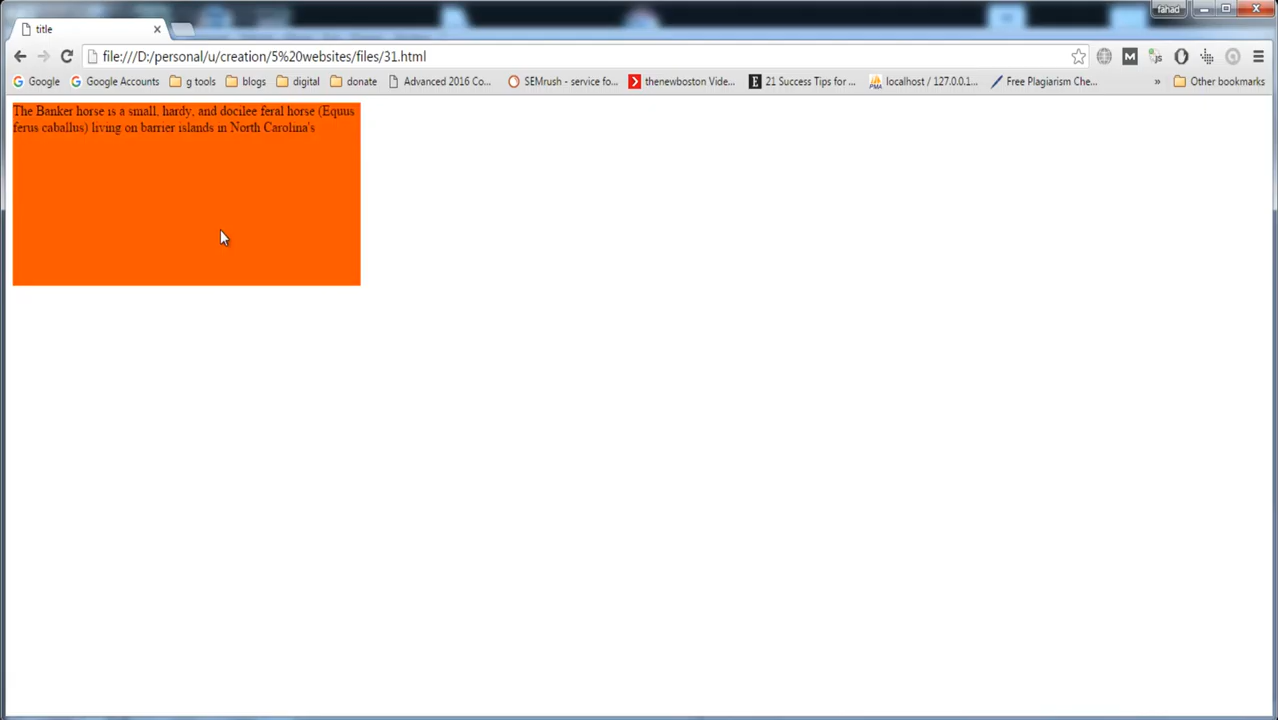 fahad
title
file:///D:/personal/u/creation/5%20websites/files/31.html
Google Google Accounts g tools blogs digital donate Advanced 2016 Co... SEMrush - service fo... thenewboston Vide... 21 Success Tips for ... localhost / 127.0.0.1... Free Plagiarism Che... » Other bookmarks
The Banker horse is a small, hardy, and docilee feral horse (Equus
ferus caballus) living on barrier islands in North Carolina's